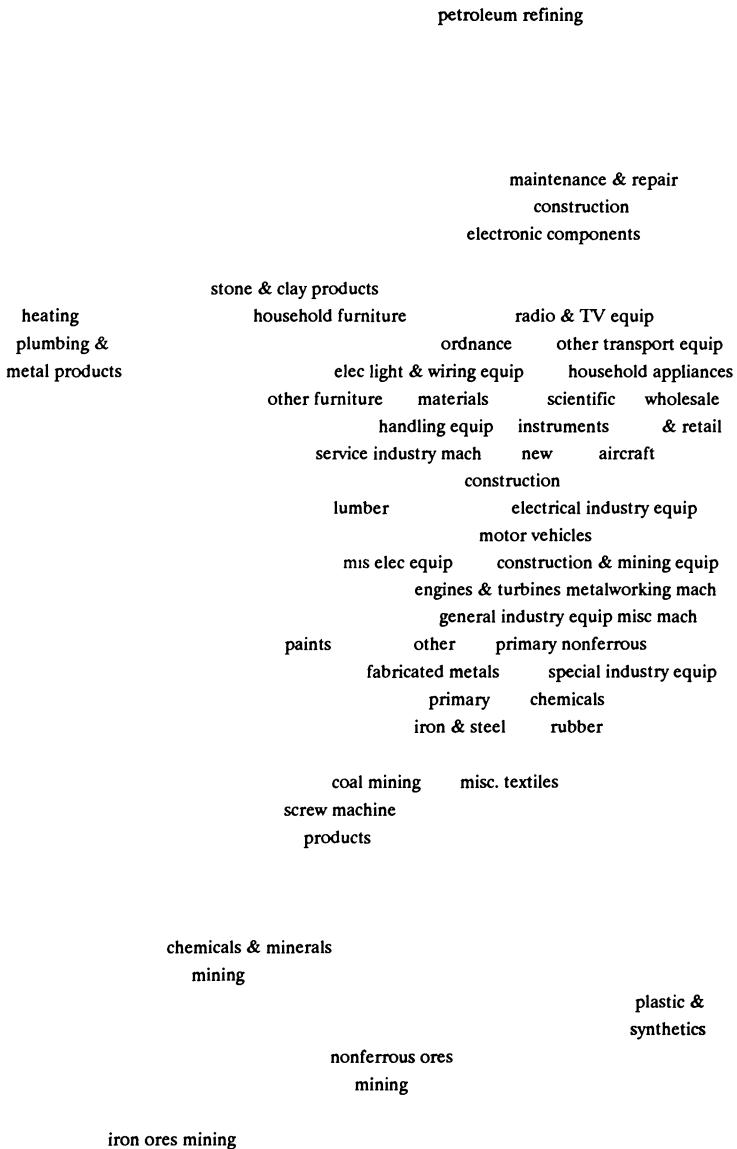 petroleum refining
maintenance & repair
construction
electronic components
stone & clay products
heating household furniture radio & TV equip
plumbing & ordnance other transport equip
metal products elec light & wiring equip household appliances
other furniture materials scientific wholesale
handling equip instruments & retail
service industry mach new aircraft
construction
lumber electrical industry equip
motor vehicles
mis elec equip construction & mining equip
engines & turbines metalworking mach
general industry equip misc mach
paints other primary nonferrous
fabricated metals special industry equip
primary chemicals
iron & steel rubber
coal mining misc. textiles
screw machine
products
chemicals & minerals
mining
plastic &
synthetics
nonferrous ores
mining
iron ores mining